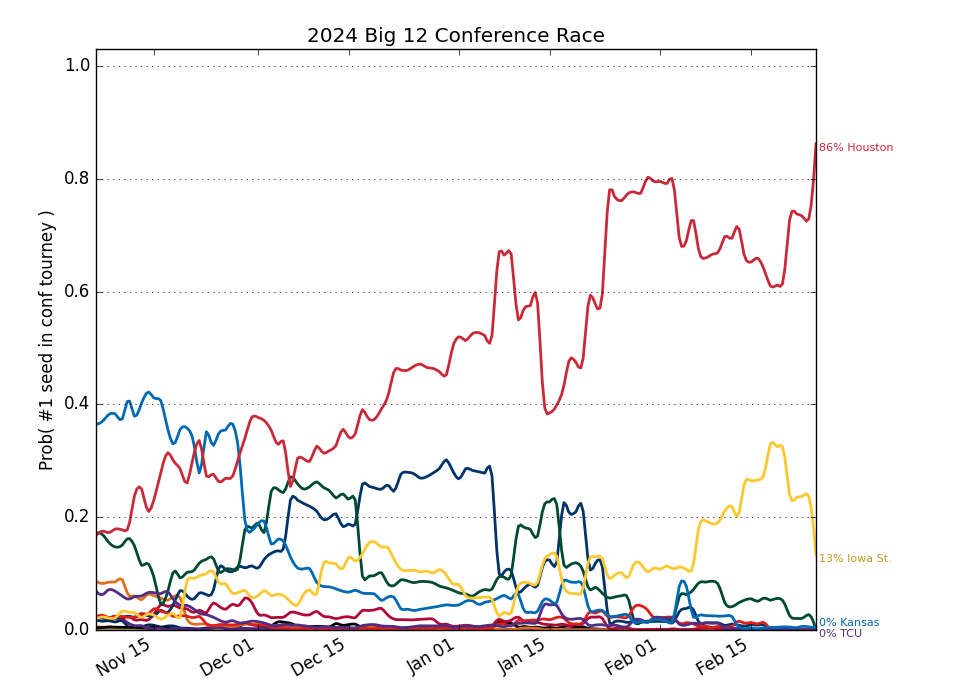 2024 Big 12 Conference Race
Prob( #1 seed in conf tourney )
1.0
0.8
0.6
0.4
0.2
0.0
86% Houston
13% Iowa St.
0% Kansas
0% TCU
Nov 15
Dec 01
Dec 15
Jan 01
Jan 15
Feb 01
Feb 15